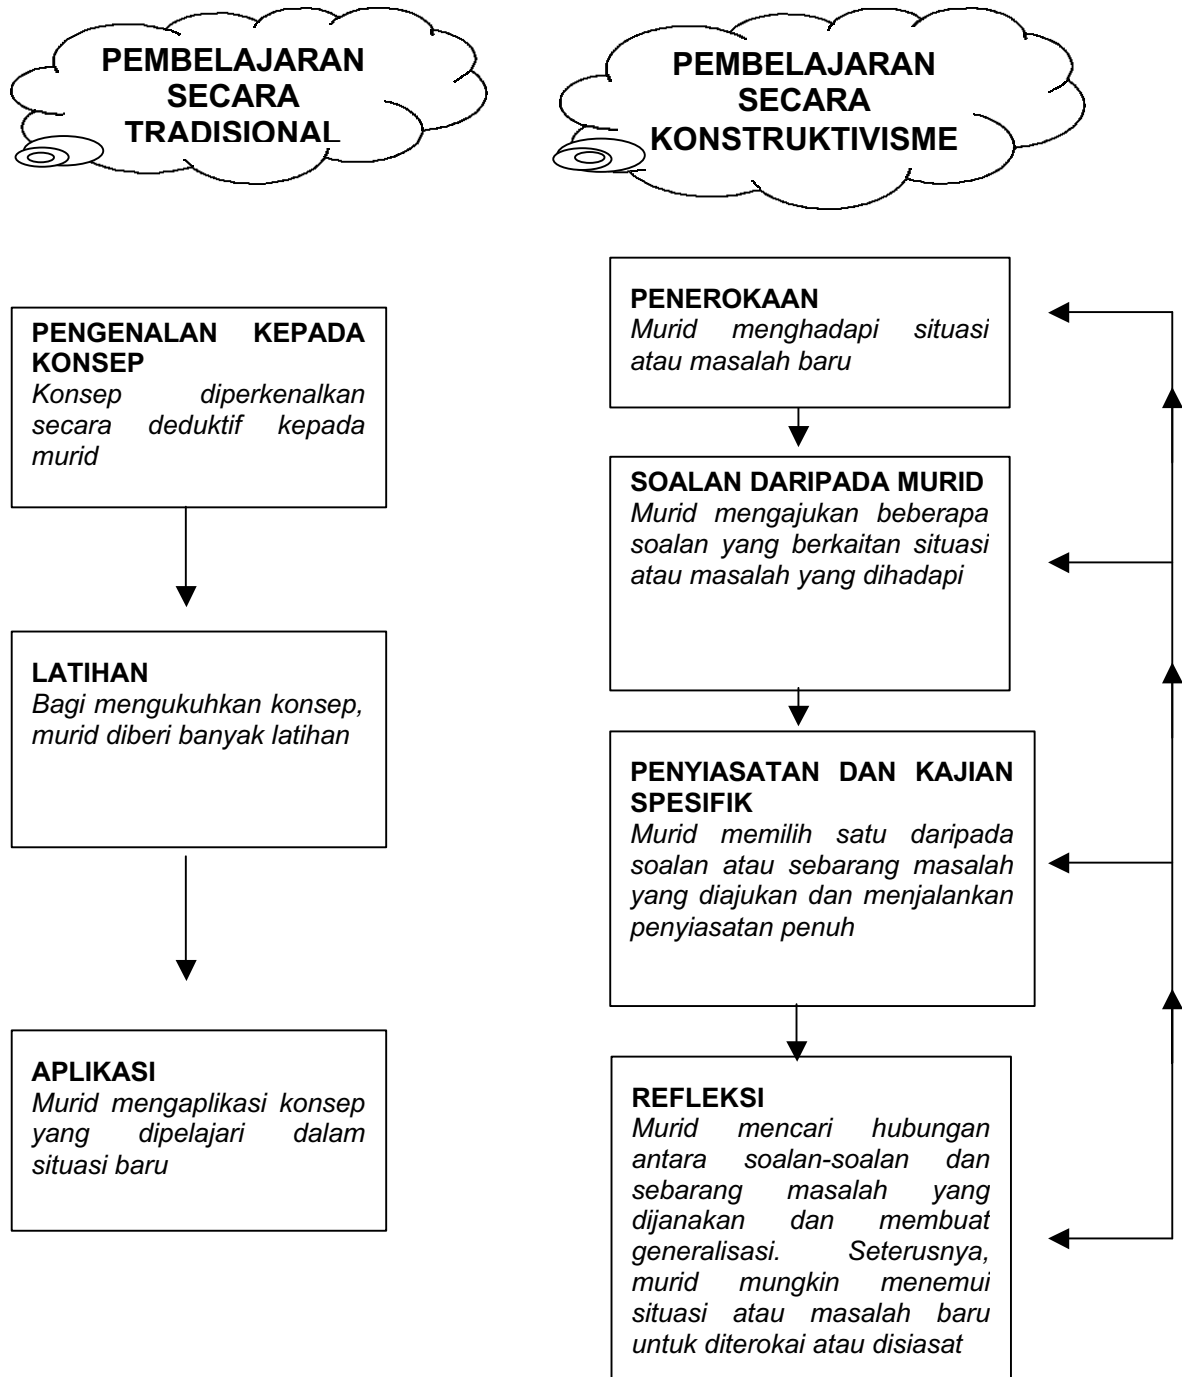 PEMBELAJARAN
SECARA
TRADISIONAL
PEMBELAJARAN
SECARA
KONSTRUKTIVISME
PENGENALAN KEPADA
KONSEP
Konsep diperkenalkan
secara deduktif kepada
murid
LATIHAN
Bagi mengukuhkan konsep,
murid diberi banyak latihan
APLIKASI
Murid mengaplikasi konsep
yang dipelajari dalam
situasi baru
PENEROKAAN
Murid menghadapi situasi
atau masalah baru
SOALAN DARIPADA MURID
Murid mengajukan beberapa
soalan yang berkaitan situasi
atau masalah yang dihadapi
PENYIASATAN DAN KAJIAN
SPESIFIK
Murid memilih satu daripada
soalan atau sebarang masalah
yang diajukan dan menjalankan
penyiasatan penuh
REFLEKSI
Murid mencari hubungan
antara soalan-soalan dan
sebarang masalah yang
dijanakan dan membuat
generalisasi. Seterusnya,
murid mungkin menemui
situasi atau masalah baru
untuk diterokai atau disiasat